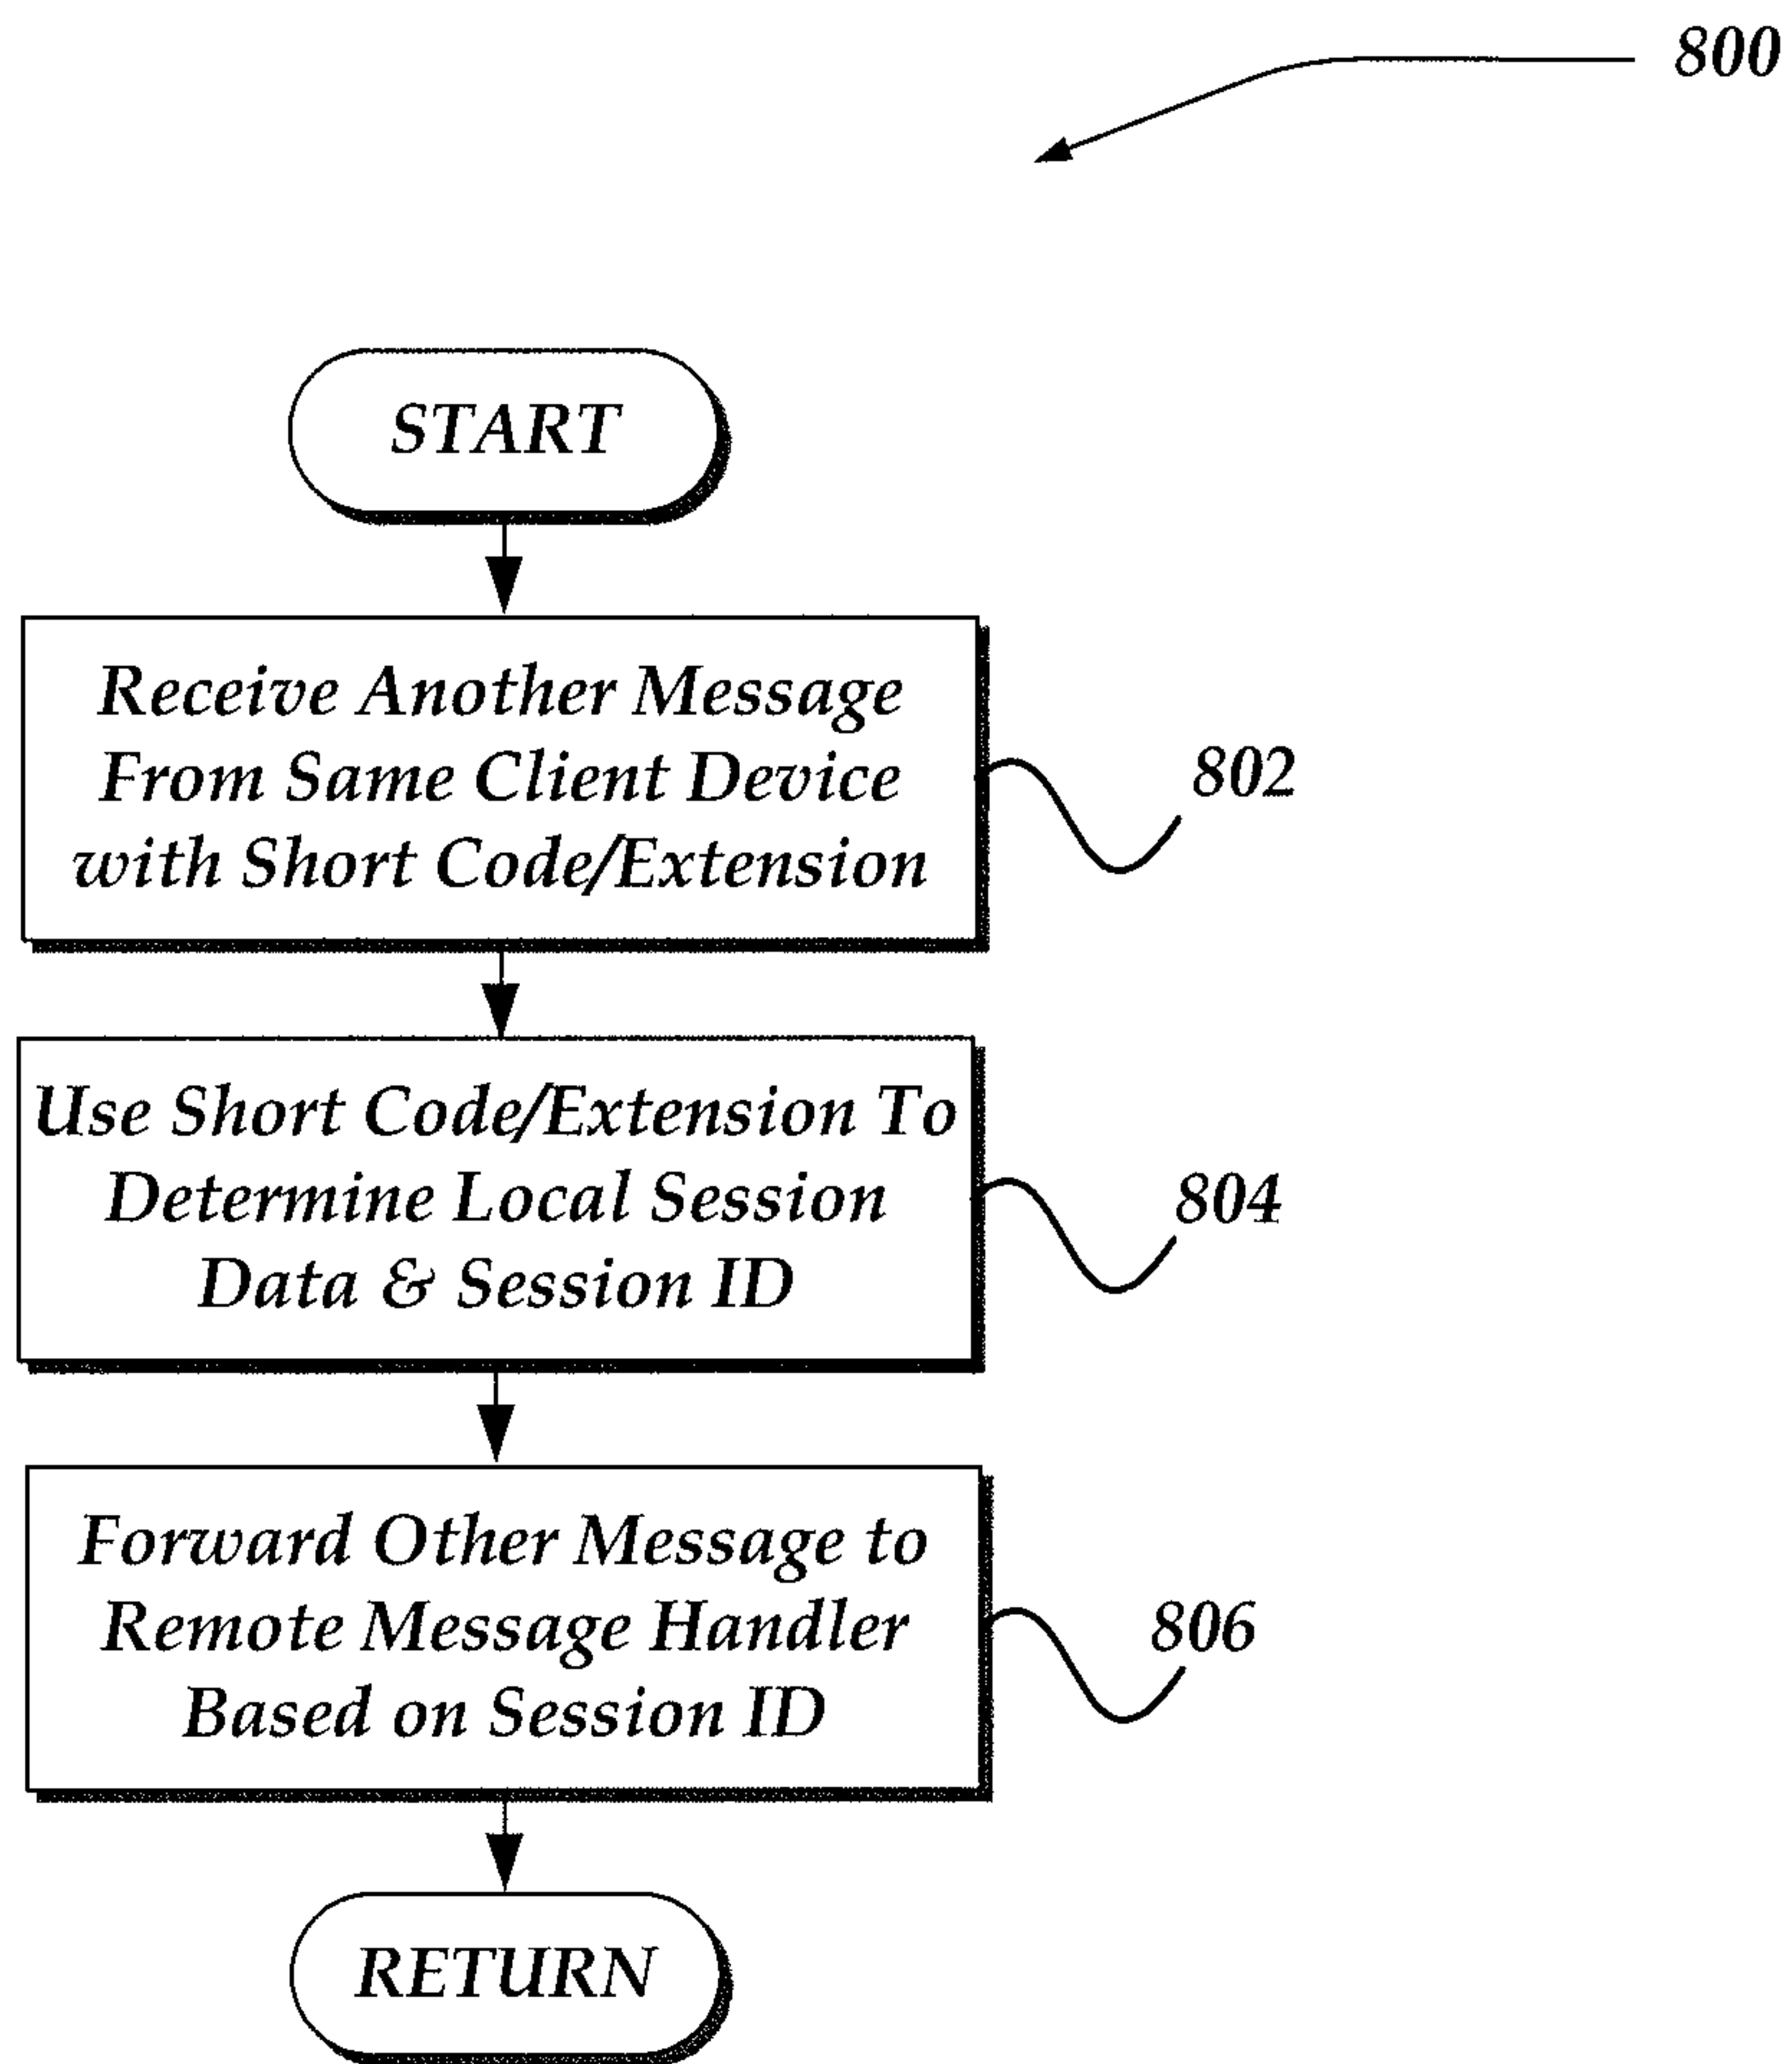 800
START
Receive Another Message
From Same Client Device
with Short Code/Extension
802
Use Short Code/Extension To
Determine Local Session
Data & Session ID
804
Forward Other Message to
Remote Message Handler
Based on Session ID
806
RETURN